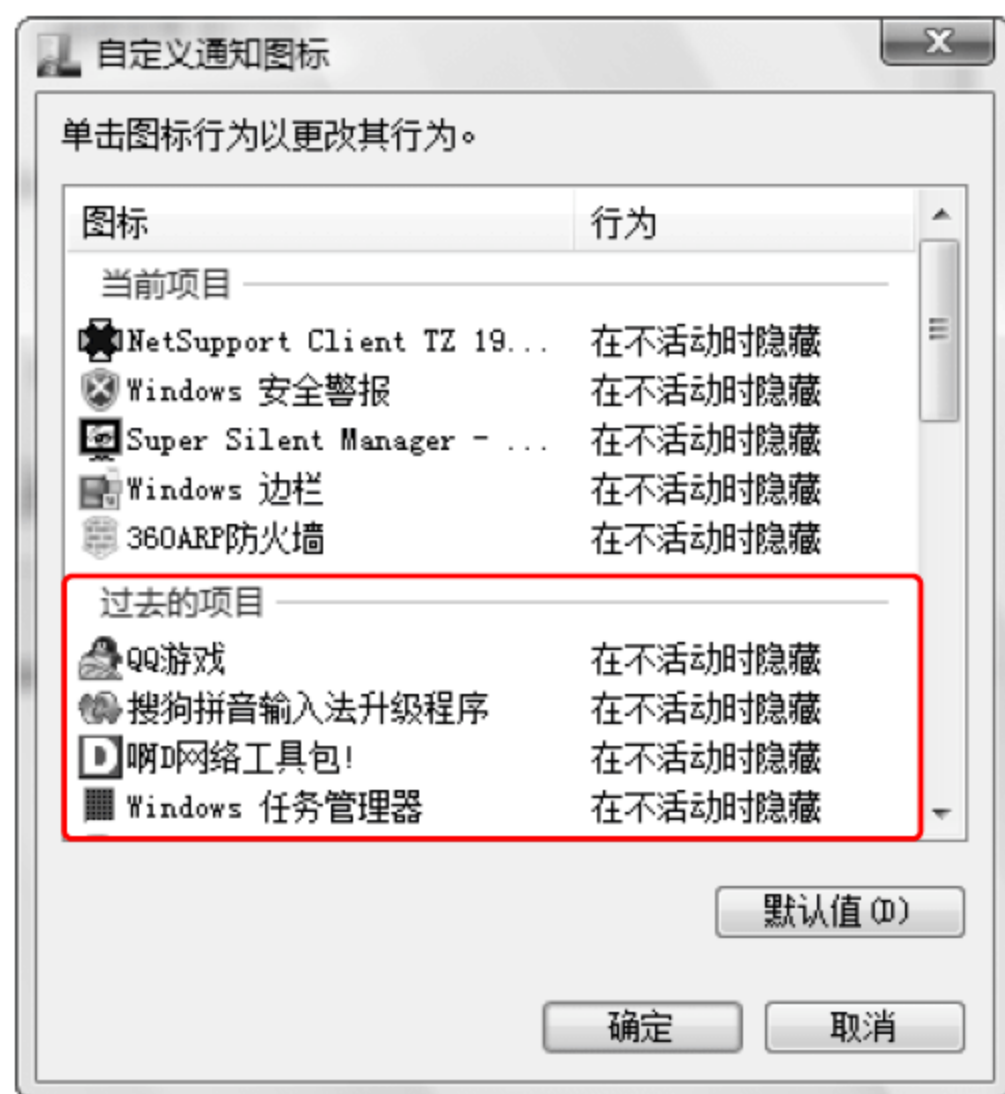 自定义通知图标
单击图标行为以更改其行为。
图标 行为
当前项目
NetSupport Client TZ 19... 在不活动时隐藏
Windows 安全警报 在不活动时隐藏
Super Silent Manager - ... 在不活动时隐藏
Windows 边栏 在不活动时隐藏
360ARP防火墙 在不活动时隐藏
过去的项目
QQ游戏 在不活动时隐藏
搜狗拼音输入法升级程序 在不活动时隐藏
啊D网络工具包! 在不活动时隐藏
Windows 任务管理器 在不活动时隐藏
默认值(D)
确定 取消